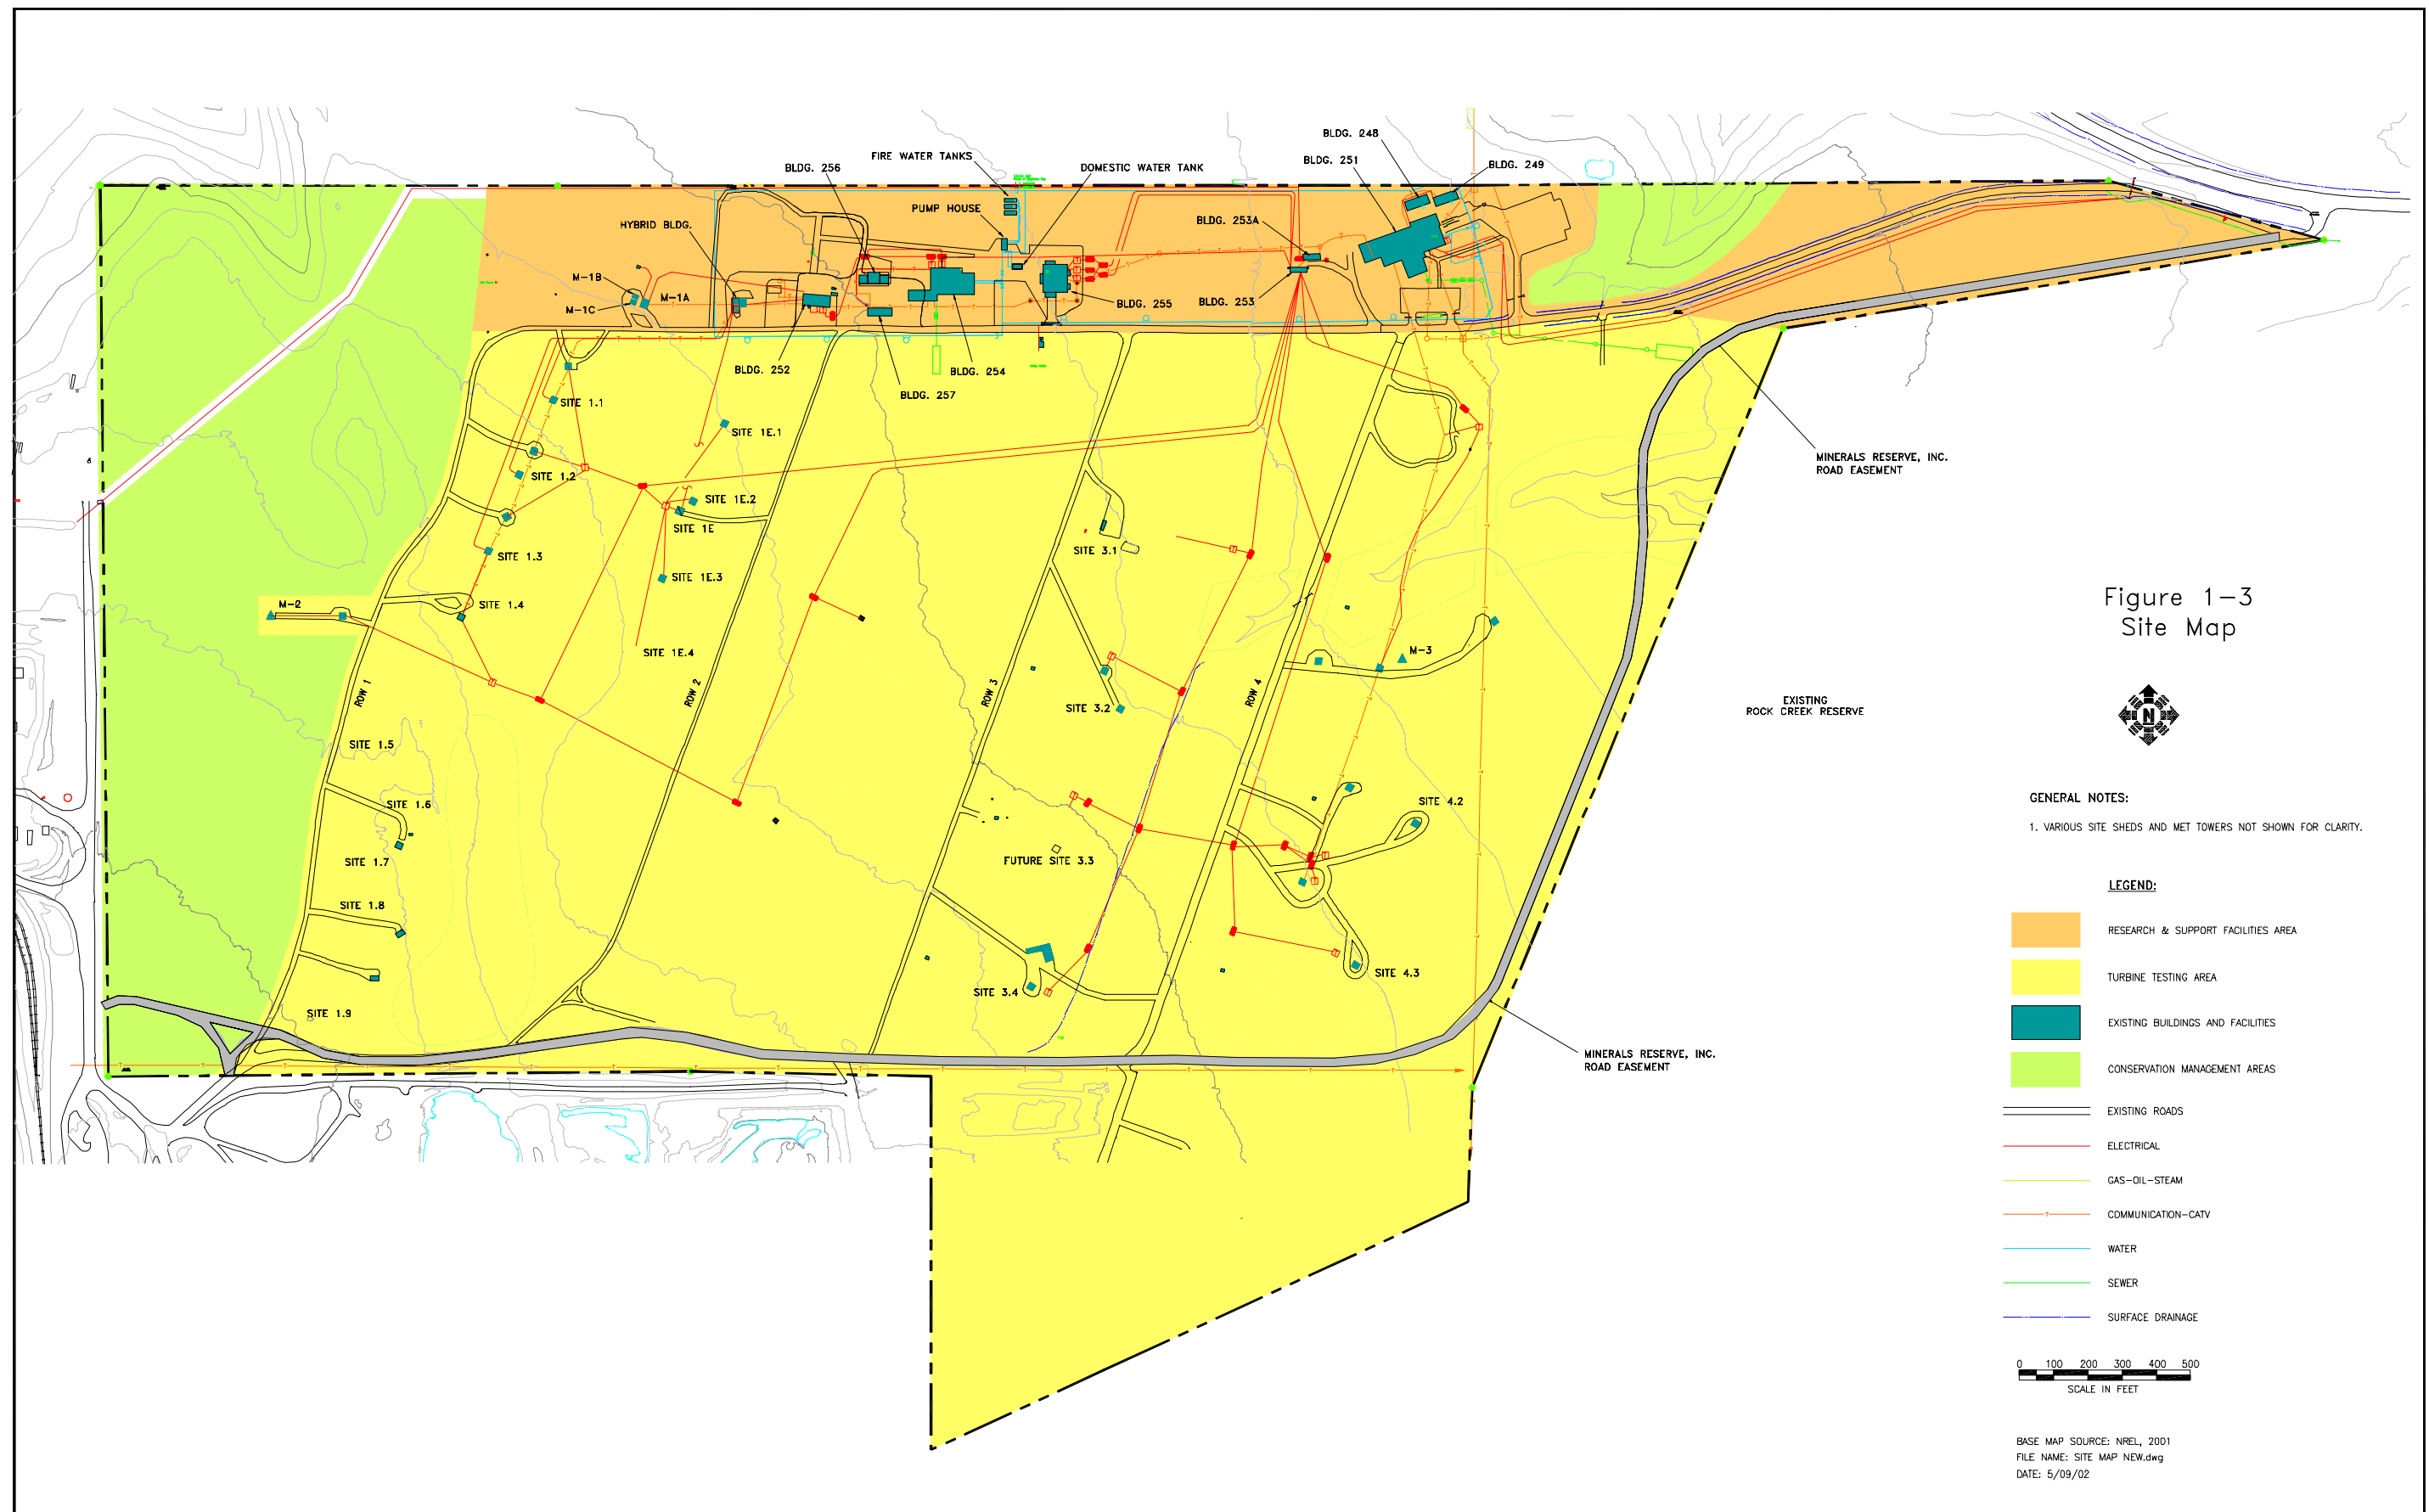 BLDG. 248
FIRE WATER TANKS
BLDG. 251
BLDG. 249
BLDG. 256
DOMESTIC WATER TANK
PUMP HOUSE
BLDG. 253A
HYBRID BLDG.
M-1B
M-1A
M-1C
BLDG. 255
BLDG. 253
BLDG. 252
BLDG. 254
BLDG. 257
SITE 1.1
SITE 1E.1
MINERALS RESERVE, INC.
ROAD EASEMENT
SITE 1.2
SITE 1E.2
SITE 1E
SITE 1.3
SITE 3.1
SITE 1E.3
M-2
SITE 1.4
SITE 1E.4
M-3
ROW 1
ROW 2
ROW 3
ROW 4
SITE 3.2
EXISTING
ROCK CREEK RESERVE
SITE 1.5
SITE 1.6
SITE 4.2
SITE 1.7
FUTURE SITE 3.3
SITE 1.8
SITE 4.3
SITE 3.4
SITE 1.9
MINERALS RESERVE, INC.
ROAD EASEMENT
Figure 1-3
Site Map
N
GENERAL NOTES:
1. VARIOUS SITE SHEDS AND MET TOWERS NOT SHOWN FOR CLARITY.
LEGEND:
RESEARCH & SUPPORT FACILITIES AREA
TURBINE TESTING AREA
EXISTING BUILDINGS AND FACILITIES
CONSERVATION MANAGEMENT AREAS
EXISTING ROADS
ELECTRICAL
GAS-OIL-STEAM
T
COMMUNICATION-CATV
WATER
SEWER
SURFACE DRAINAGE
0 100 200 300 400 500
SCALE IN FEET
BASE MAP SOURCE: NREL, 2001
FILE NAME: SITE MAP NEW.dwg
DATE: 5/09/02